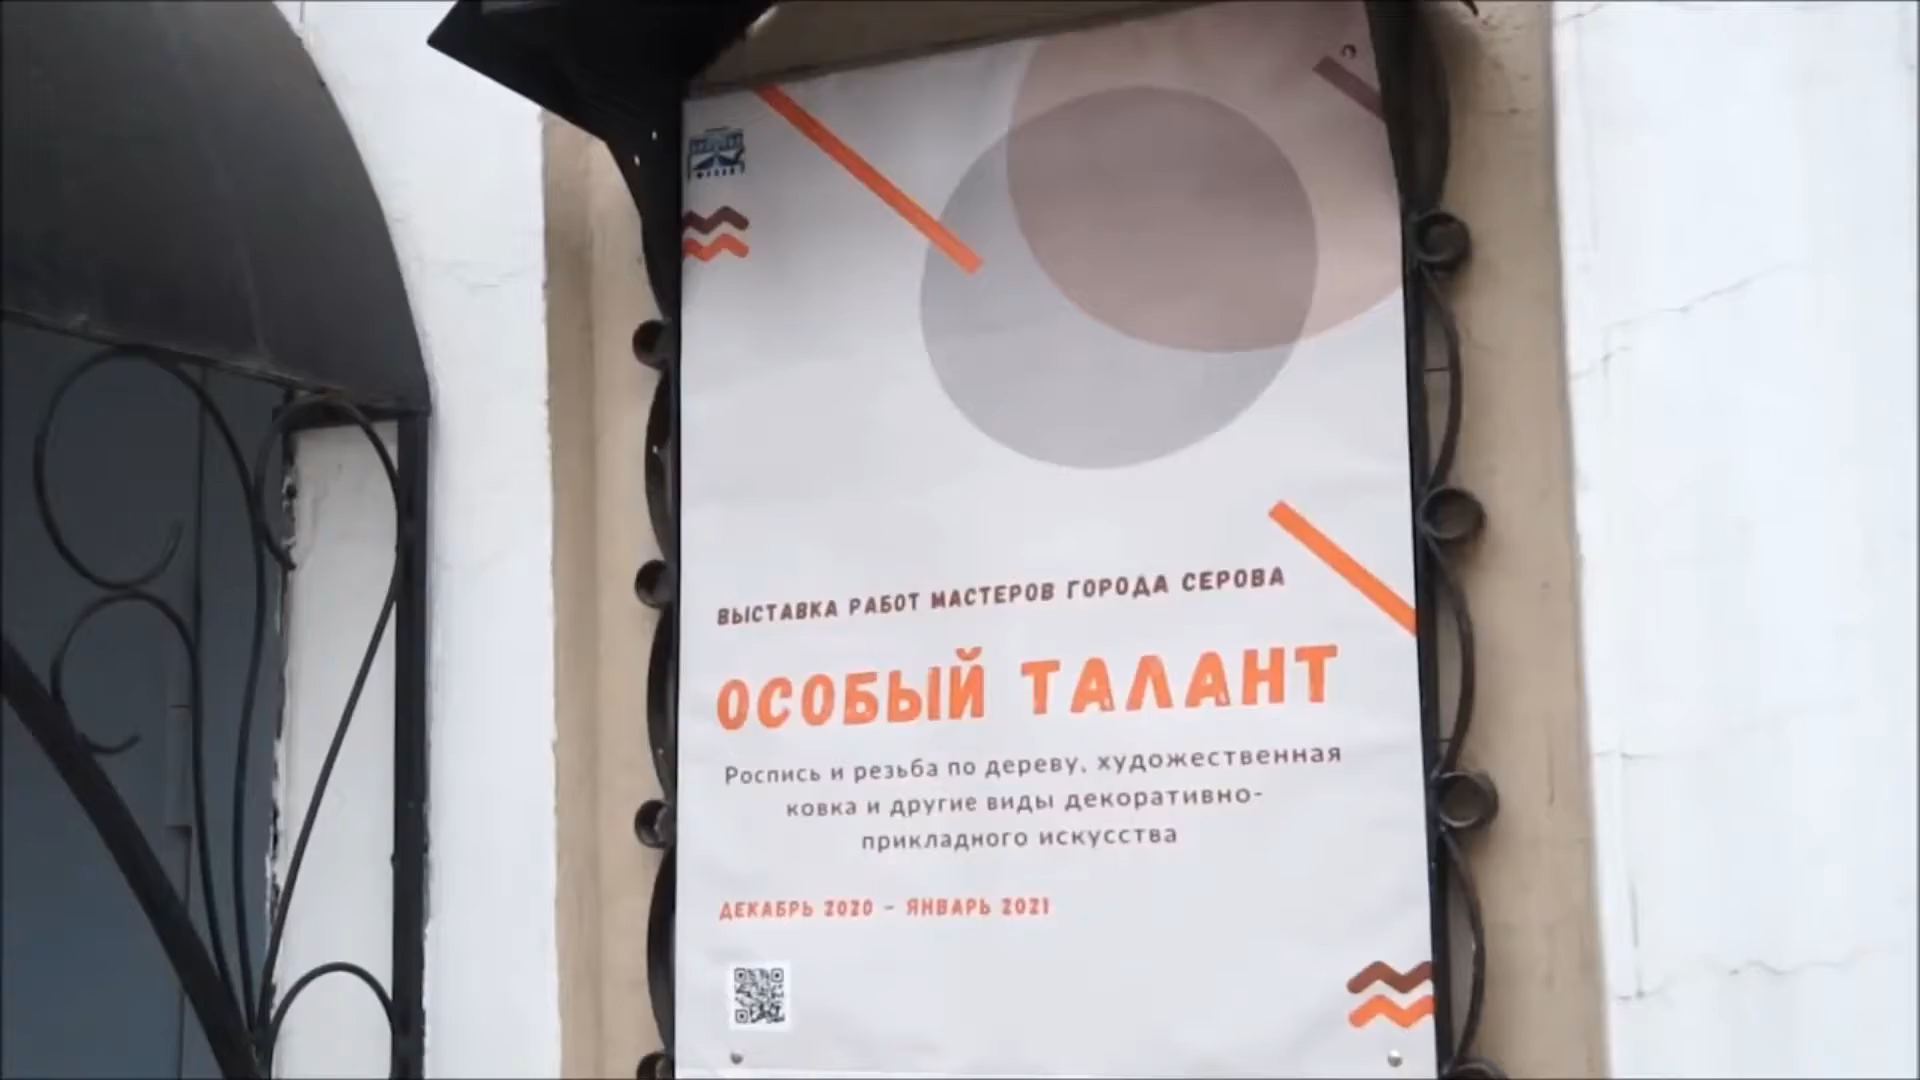 ВЫСТАВКА РАБОТ МАСТЕРОВ ГОРОДА СЕРОВА
ОСОБЫЙ ТАЛАНТ
Роспись и резьба по дереву, художественная
ковка и другие виды декоративно-
прикладного искусства
ДЕКАБРЬ 2020 - ЯНВАРЬ 2021